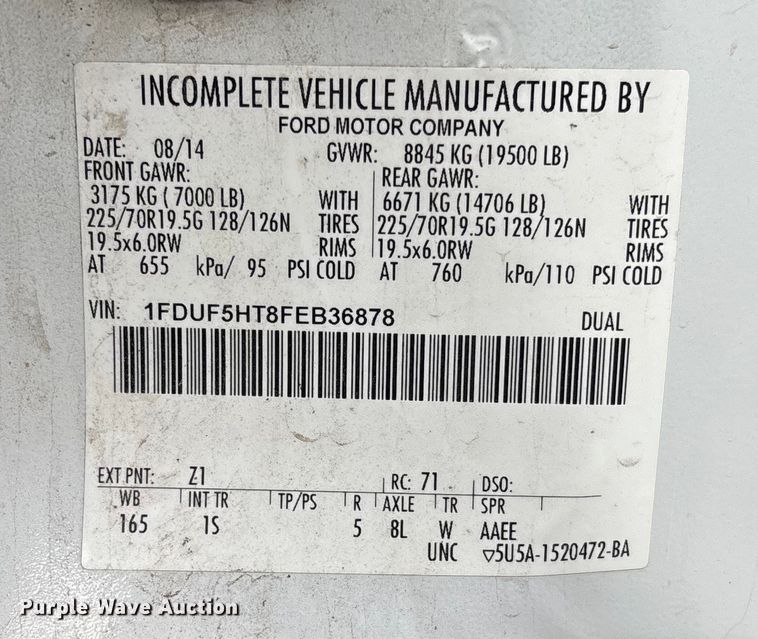 INCOMPLETE VEHICLE MANUFACTURED BY
FORD MOTOR COMPANY
DATE: 08/14 GVWR: 8845 KG (19500 LB)
FRONT GAWR: REAR GAWR:
3175 KG ( 7000 LB) WITH 6671 KG (14706 LB) WITH
225/70R19.5G 128/126N TIRES 225/70R19.5G 128/126N TIRES
19.5x6.0RW RIMS 19.5x6.0RW RIMS
AT 655 kPa/ 95 PSI COLD AT 760 kPa/110 PSI COLD
VIN: 1FDUF5HT8FEB36878 DUAL
EXT PNT: Z1 RC: 71 DSO:
WB INT TR TP/PS R AXLE TR SPR
165 1S 5 8L W AAEE
UNC ▽5U5A-1520472-BA
Purple Wave Auction